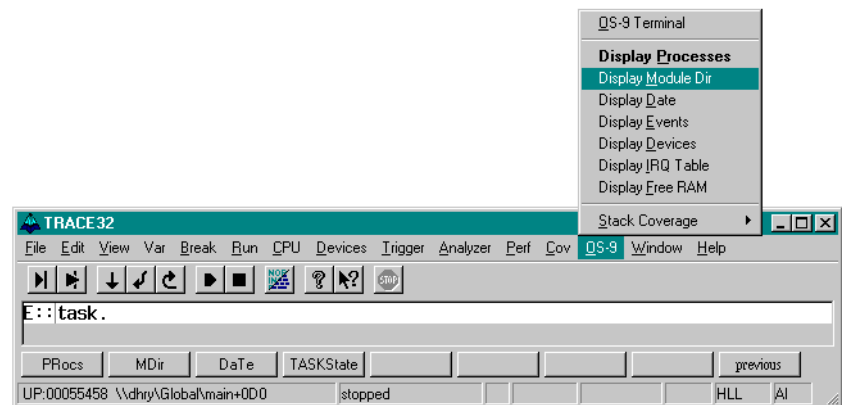 OS-9 Terminal
Display Processes
Display Module Dir
Display Date
Display Events
Display Devices
Display IRQ Table
Display Free RAM
Stack Coverage
TRACE32
File Edit View Var Break Run CPU Devices Trigger Analyzer Perf Cov OS-9 Window Help
NOP STOP
E::task.
PRocs MDir DaTe TASKState previous
UP:00055458 \\dhry\Global\main+0D0 stopped HLL AI